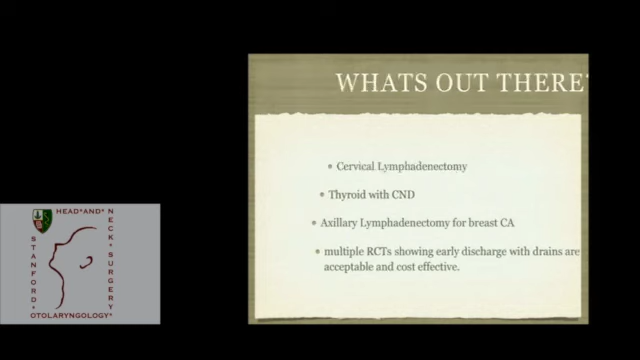 WHATS OUT THERE?
Cervical Lymphadenectomy
Thyroid with CND
Axillary Lymphadenectomy for breast CA
multiple RCTs showing early discharge with drains are
acceptable and cost effective.
HEAD*AND*
NECK*SURGERY
STANFORD*
OTOLARYNGOLOGY*